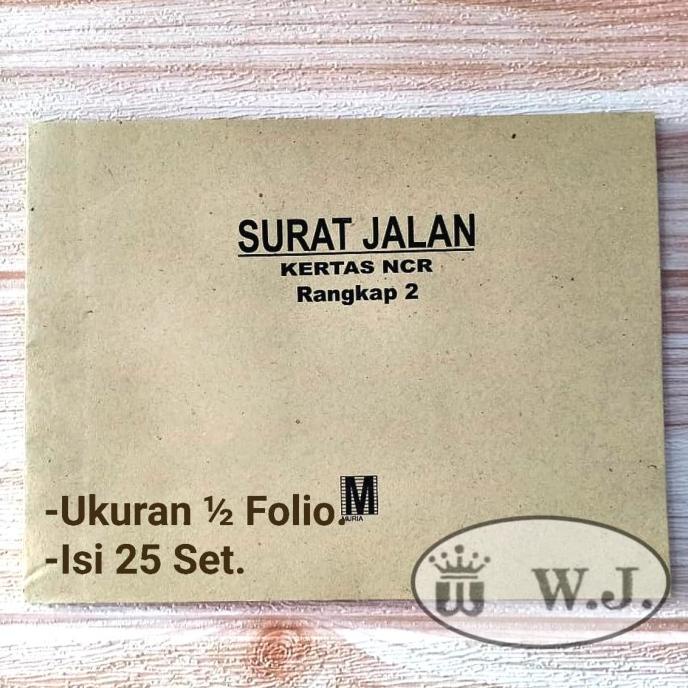 SURAT JALAN
KERTAS NCR
Rangkap 2
M
MURIA
-Ukuran ½ Folio.
-Isi 25 Set.
W W.J.